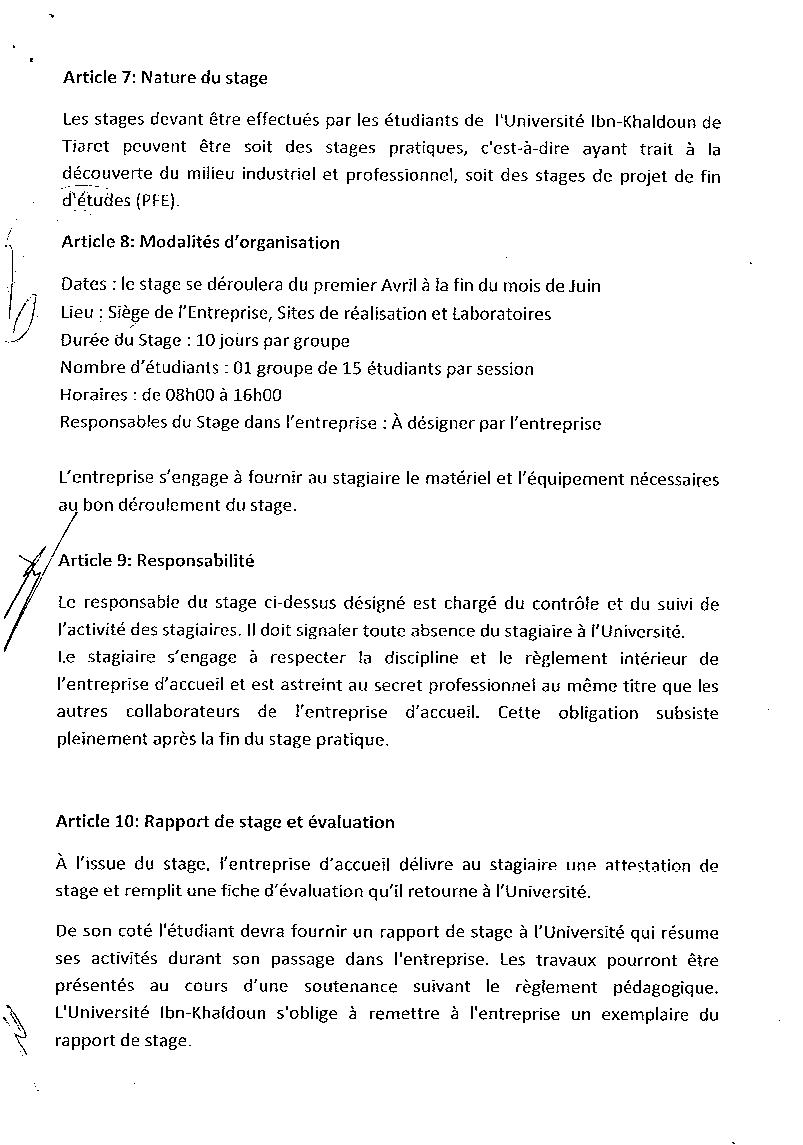 Article 7: Nature du stage
Les stages devant être effectués par les étudiants de l'Université Ibn-Khaldoun de
Tiaret peuvent être soit des stages pratiques, c'est-à-dire ayant trait à la
découverte du milieu industriel et professionnel, soit des stages de projet de fin
d'études (PFE).
Article 8: Modalités d'organisation
Dates : le stage se déroulera du premier Avril à la fin du mois de Juin
Lieu : Siège de l'Entreprise, Sites de réalisation et Laboratoires
Durée du Stage : 10 jours par groupe
Nombre d'étudiants : 01 groupe de 15 étudiants par session
Horaires : de 08h00 à 16h00
Responsables du Stage dans l'entreprise : À désigner par l'entreprise
L'entreprise s'engage à fournir au stagiaire le matériel et l'équipement nécessaires
au bon déroulement du stage.
Article 9: Responsabilité
Le responsable du stage ci-dessus désigné est chargé du contrôle et du suivi de
l'activité des stagiaires. Il doit signaler toute absence du stagiaire à l'Université.
Le stagiaire s'engage à respecter la discipline et le règlement intérieur de
l'entreprise d'accueil et est astreint au secret professionnel au même titre que les
autres collaborateurs de l'entreprise d'accueil. Cette obligation subsiste
pleinement après la fin du stage pratique.
Article 10: Rapport de stage et évaluation
À l'issue du stage, l'entreprise d'accueil délivre au stagiaire une attestation de
stage et remplit une fiche d'évaluation qu'il retourne à l'Université.
De son coté l'étudiant devra fournir un rapport de stage à l'Université qui résume
ses activités durant son passage dans l'entreprise. Les travaux pourront être
présentés au cours d'une soutenance suivant le règlement pédagogique.
L'Université Ibn-Khaldoun s'oblige à remettre à l'entreprise un exemplaire du
rapport de stage.